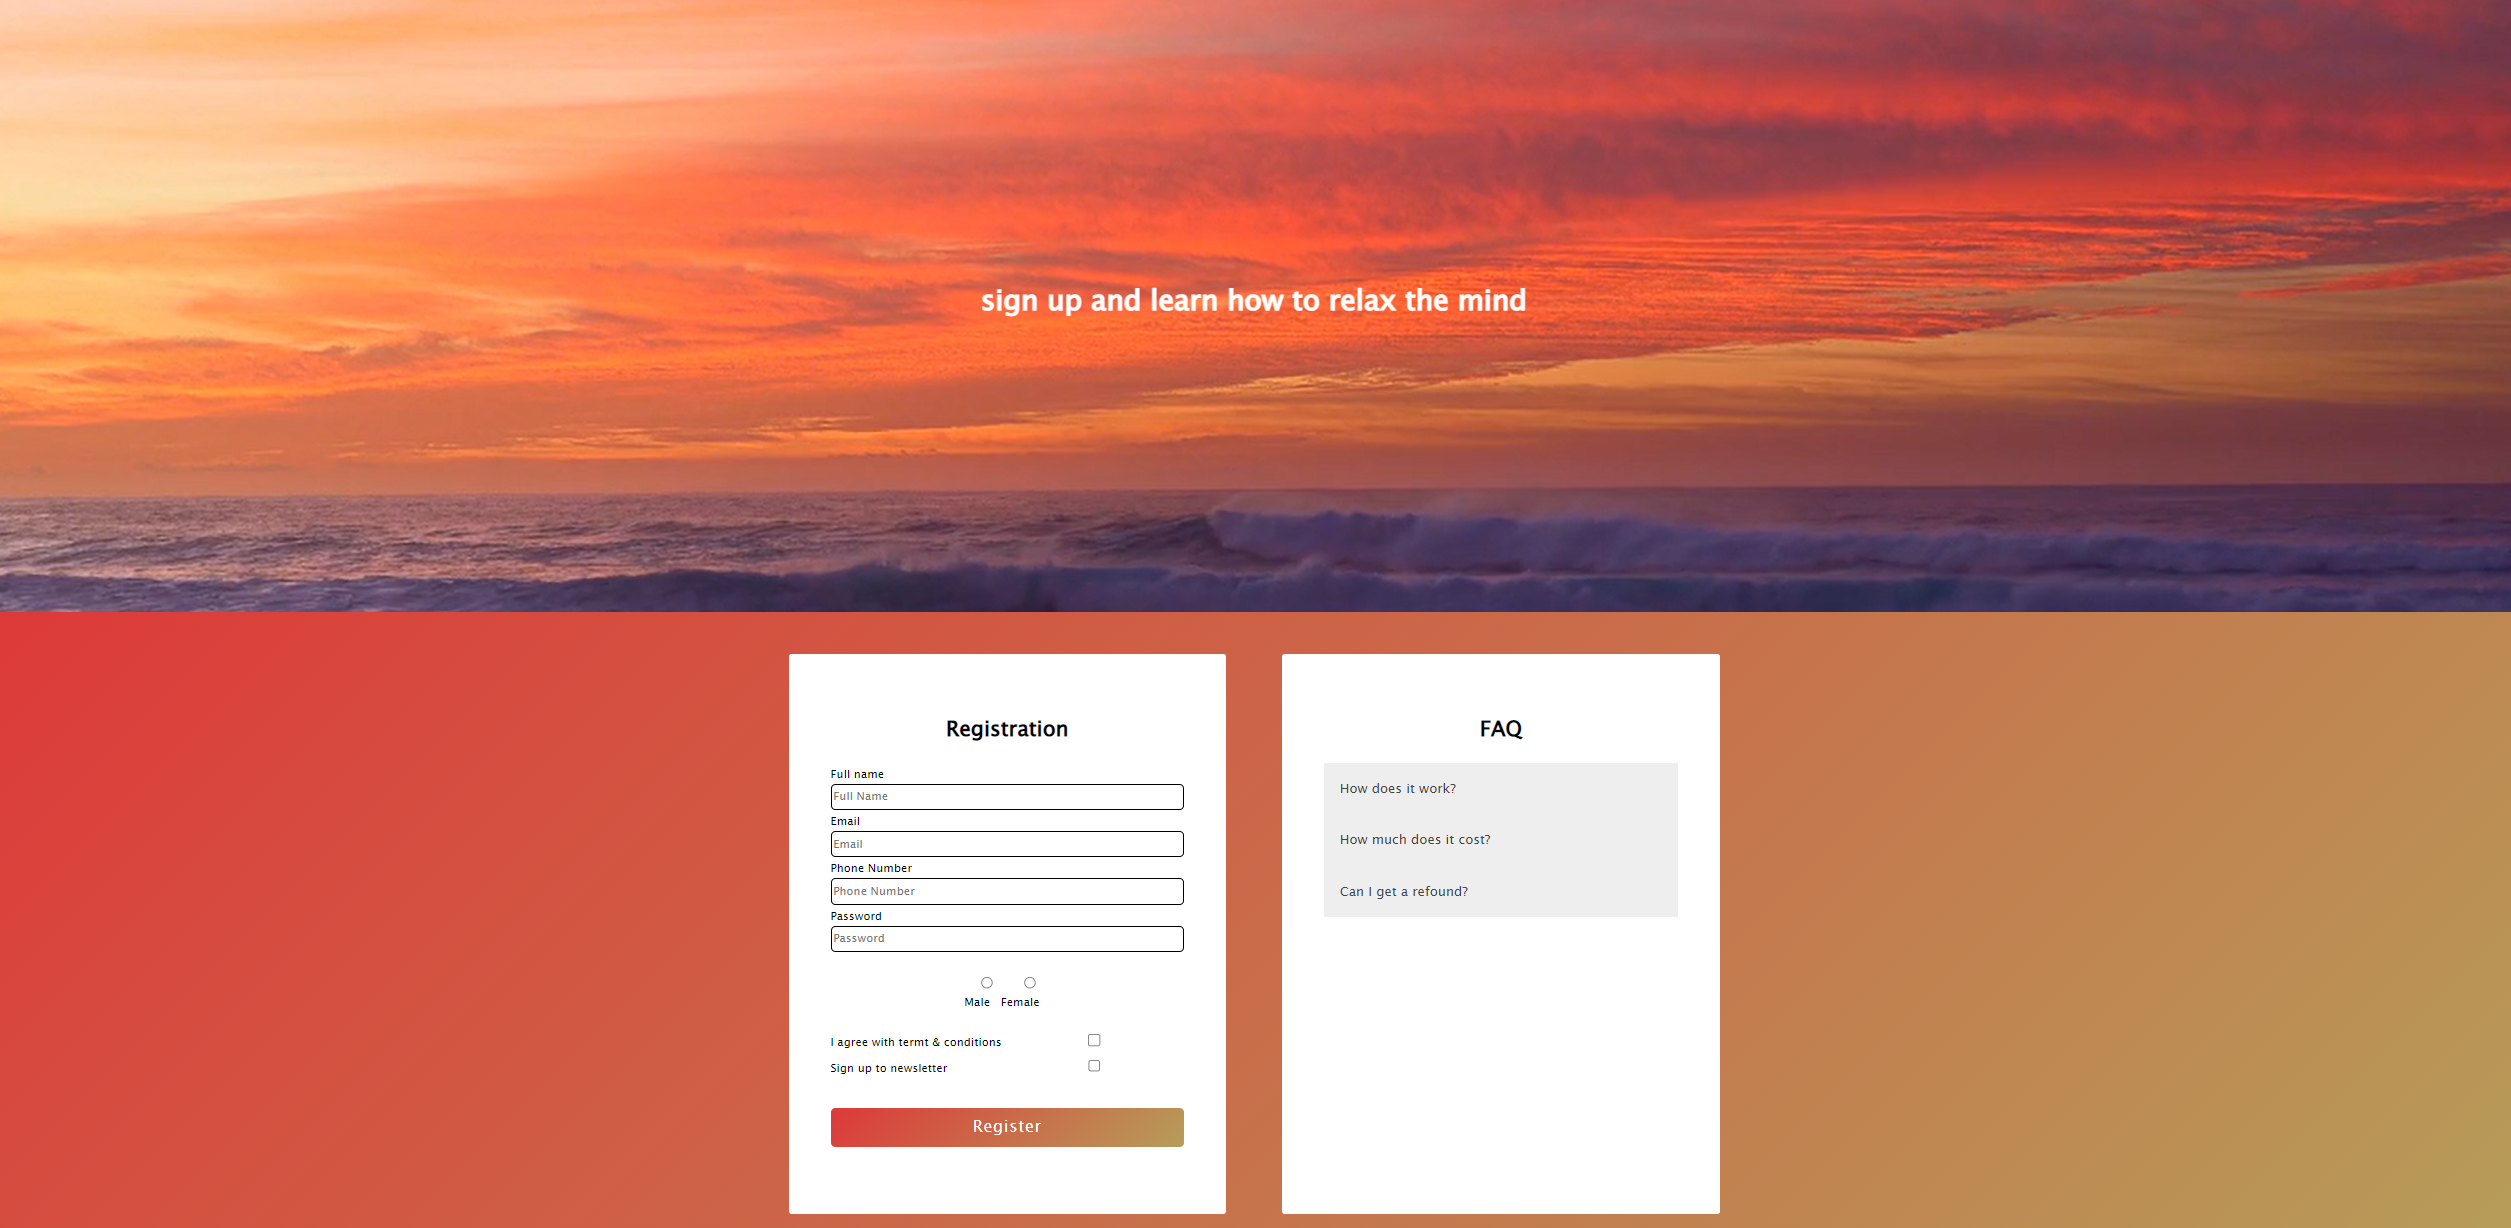 sign up and learn how to relax the mind
Registration
Full name
Full Name
Email
Email
Phone Number
Phone Number
Password
Password
Male Female
I agree with termt & conditions
Sign up to newsletter
Register
FAQ
How does it work?
How much does it cost?
Can I get a refound?